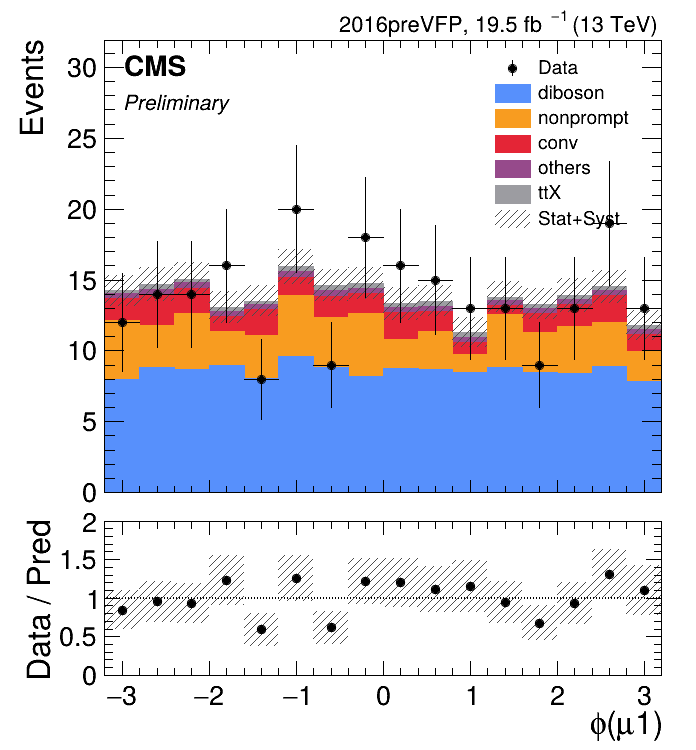 2016preVFP, 19.5 fb⁻¹ (13 TeV)
Events
30
25
20
15
10
5
0
CMS
Preliminary
Data
diboson
nonprompt
conv
others
ttX
Stat+Syst
Data / Pred
2
1.5
1
0.5
0
−3 −2 −1 0 1 2 3
ϕ(μ1)